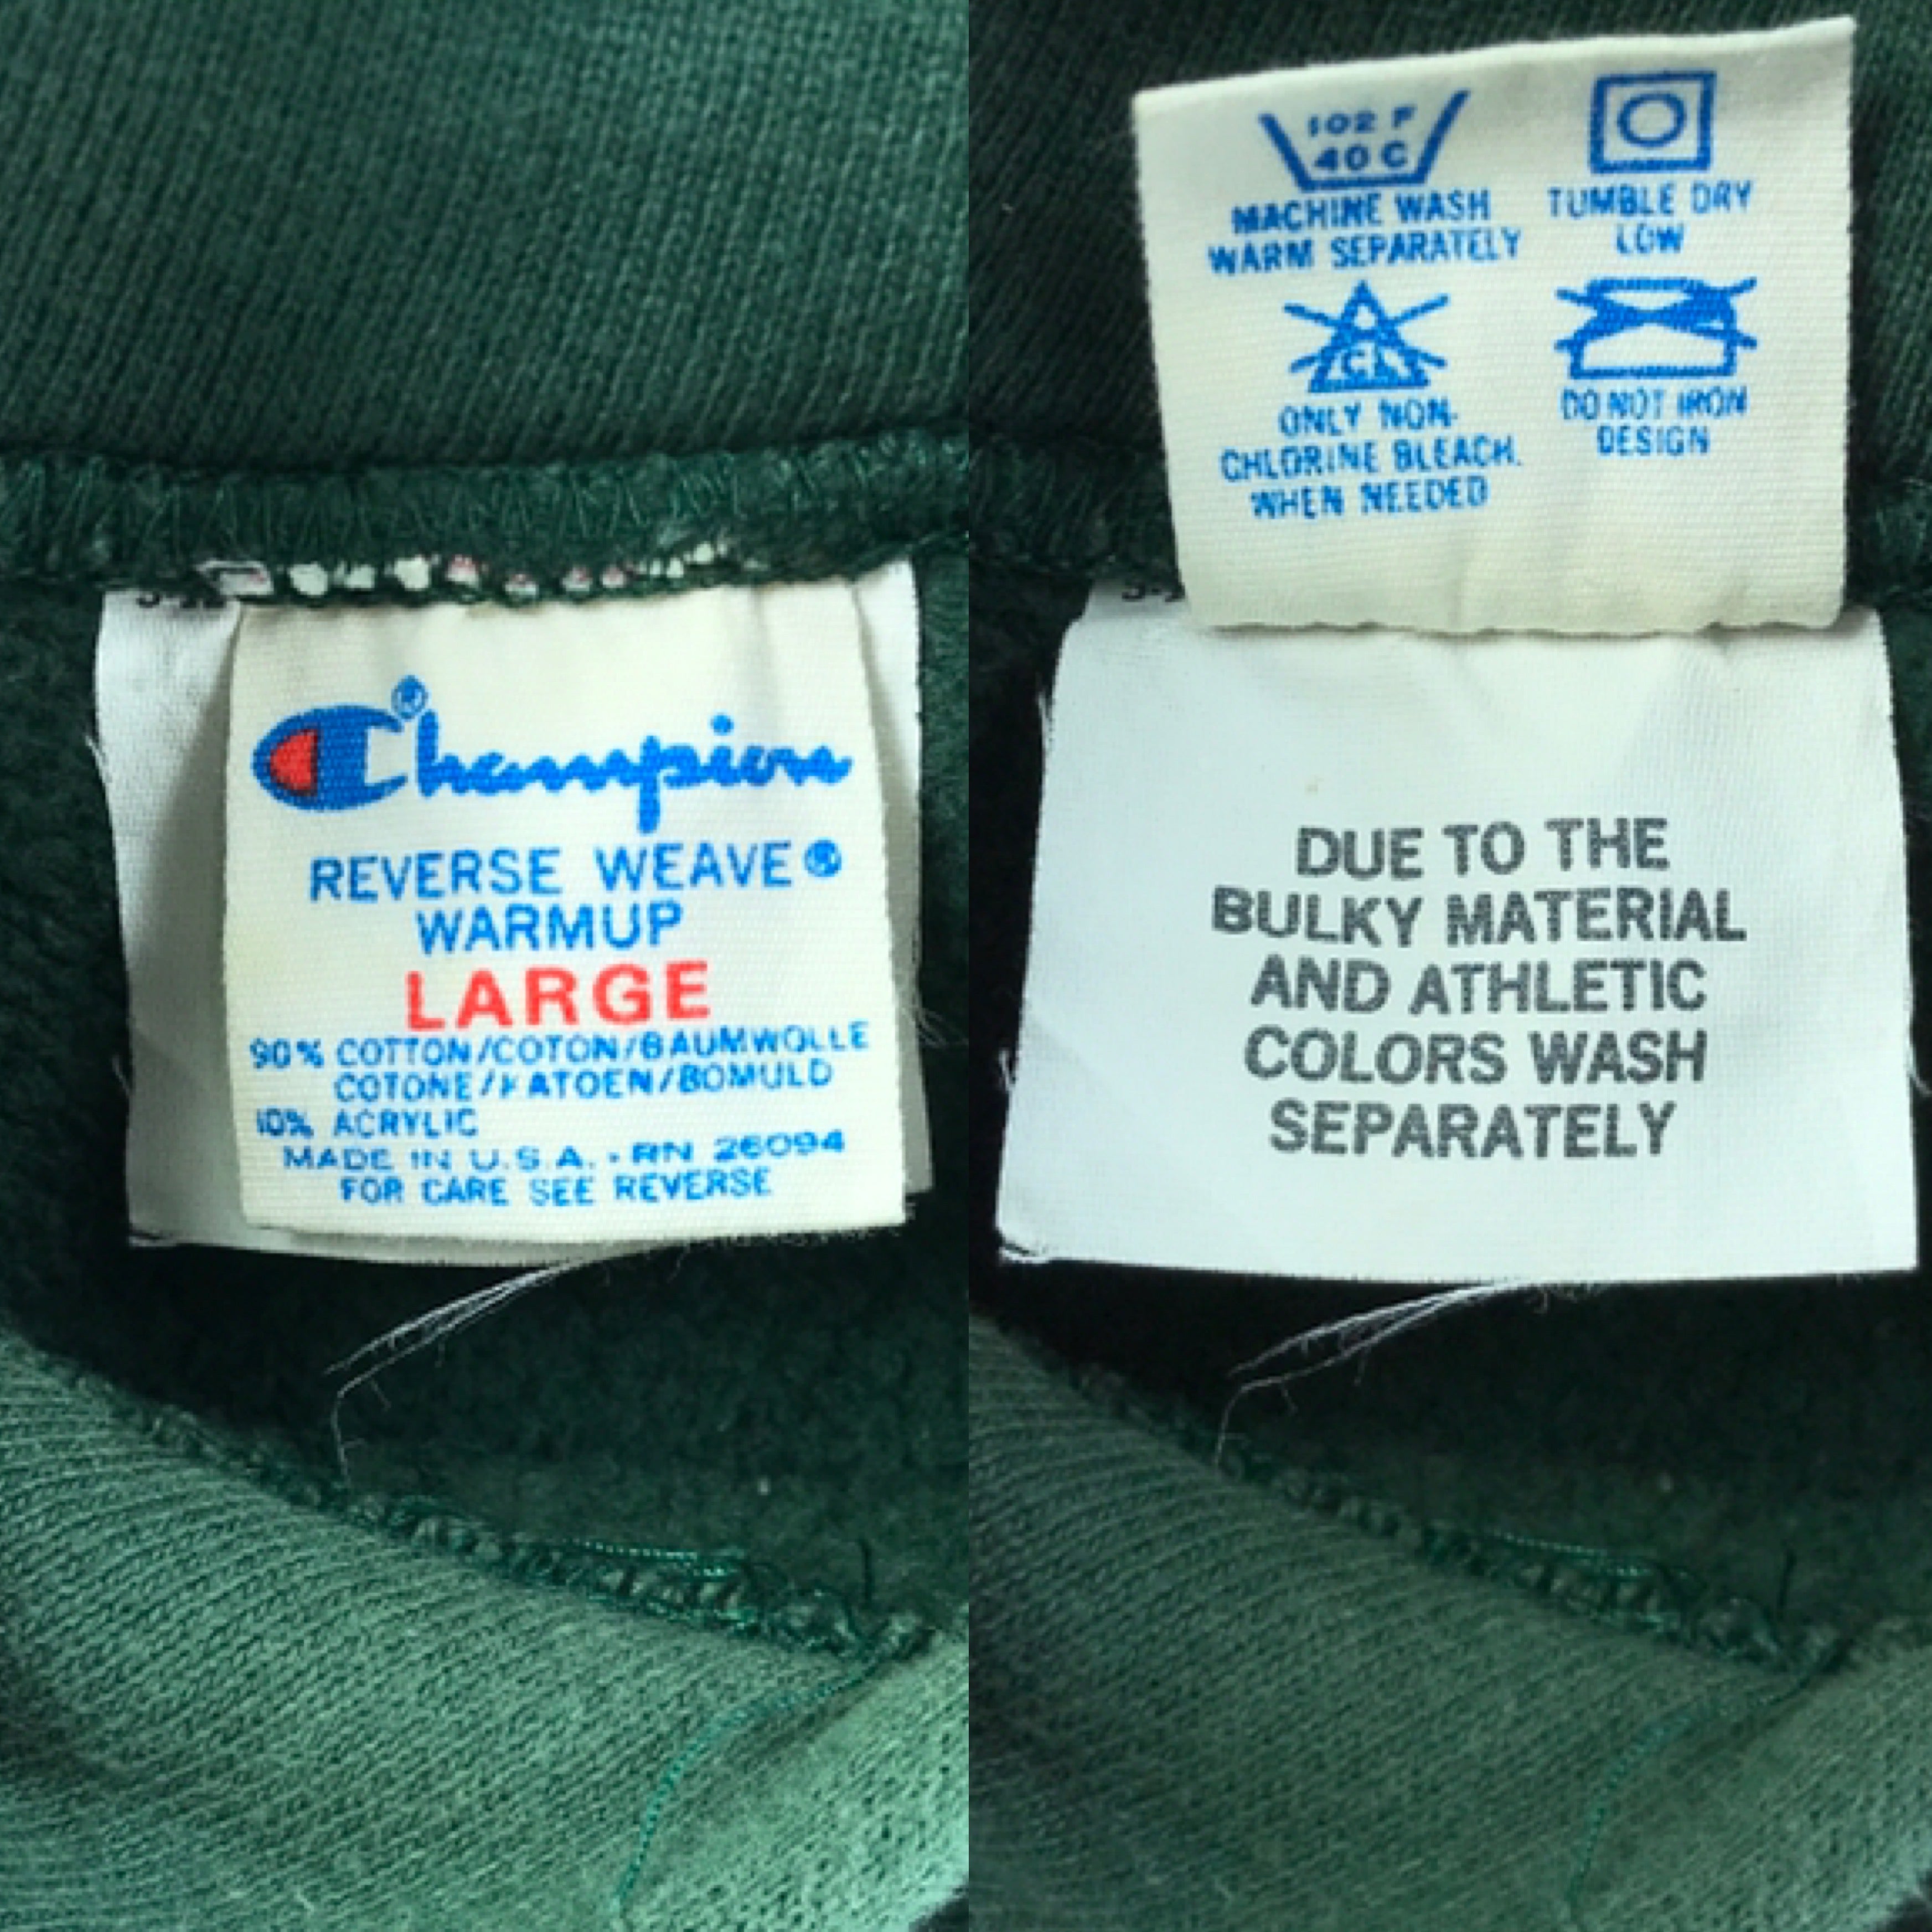 Champion®
REVERSE WEAVE®
WARMUP
LARGE
90% COTTON/COTON/BAUMWOLLE
COTONE/KATOEN/BOMULD
10% ACRYLIC
MADE IN U.S.A. - RN 26094
FOR CARE SEE REVERSE
102 F
40 C
MACHINE WASH
WARM SEPARATELY
TUMBLE DRY
LOW
CL
ONLY NON-
CHLORINE BLEACH.
WHEN NEEDED
DO NOT IRON
DESIGN
DUE TO THE
BULKY MATERIAL
AND ATHLETIC
COLORS WASH
SEPARATELY